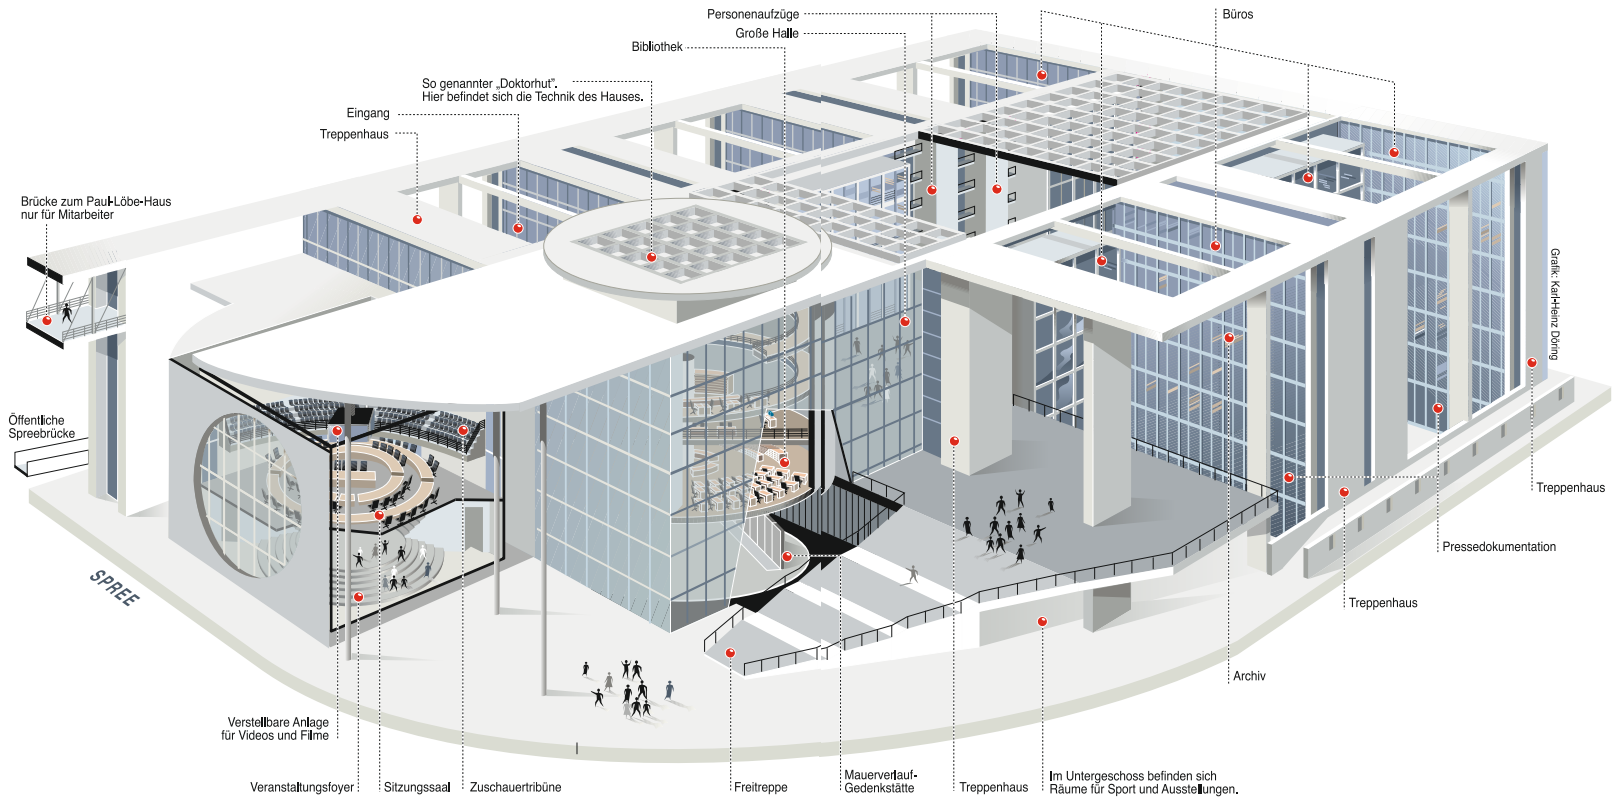 Personenaufzüge
Büros
Große Halle
Bibliothek
So genannter „Doktorhut“.
Hier befindet sich die Technik des Hauses.
Eingang
Treppenhaus
Brücke zum Paul-Löbe-Haus
nur für Mitarbeiter
Grafik: Karl-Heinz Döring
Öffentliche
Spreebrücke
Treppenhaus
Pressedokumentation
SPREE
Treppenhaus
Archiv
Verstellbare Anlage
für Videos und Filme
Veranstaltungsfoyer
Sitzungssaal
Zuschauertribüne
Freitreppe
Mauerverlauf-
Gedenkstätte
Treppenhaus
Im Untergeschoss befinden sich
Räume für Sport und Ausstellungen.